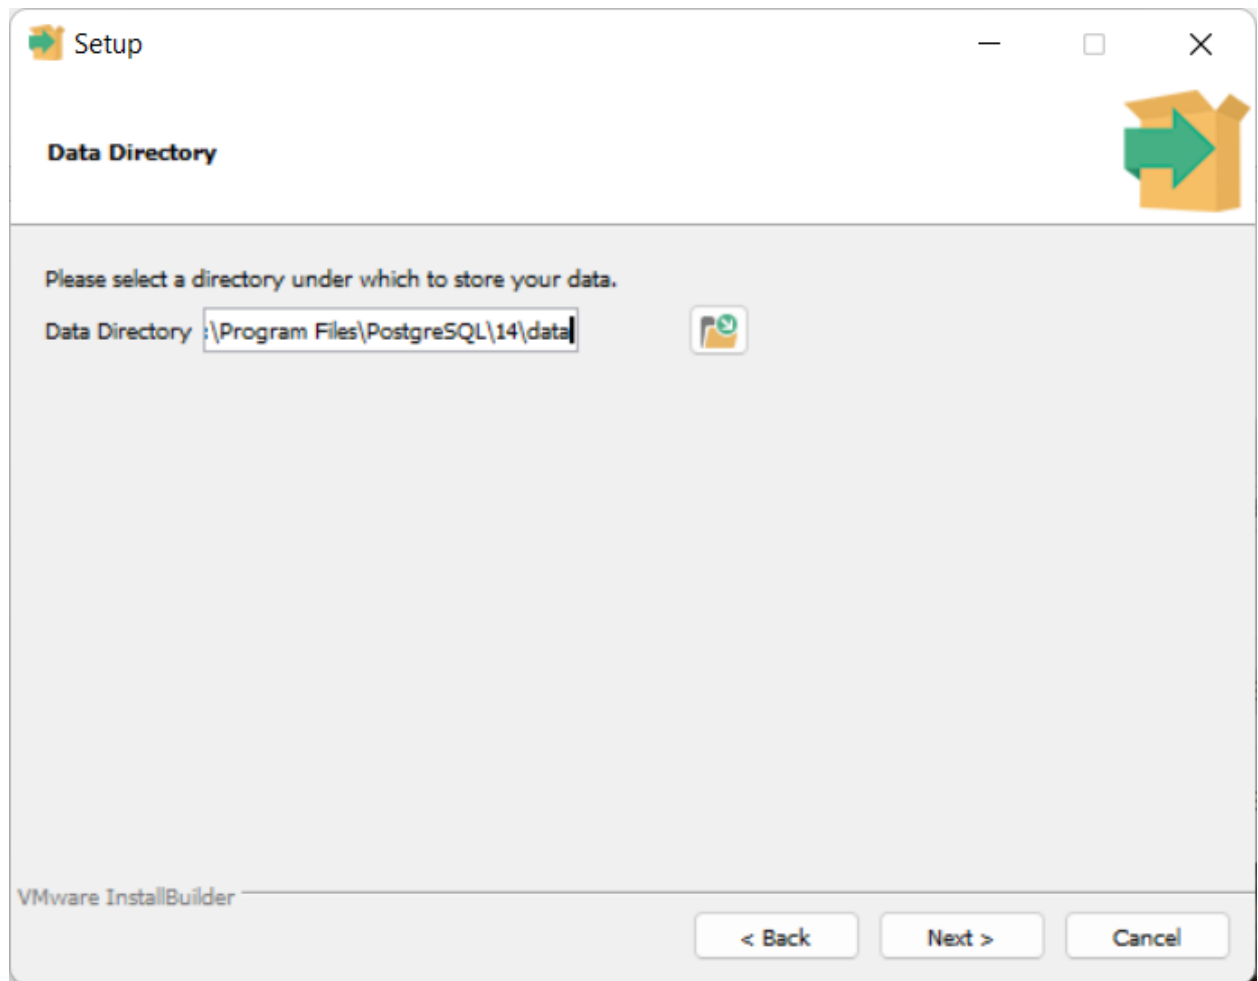 Setup
Data Directory
Please select a directory under which to store your data.
Data Directory :\Program Files\PostgreSQL\14\data
VMware InstallBuilder
< Back Next > Cancel